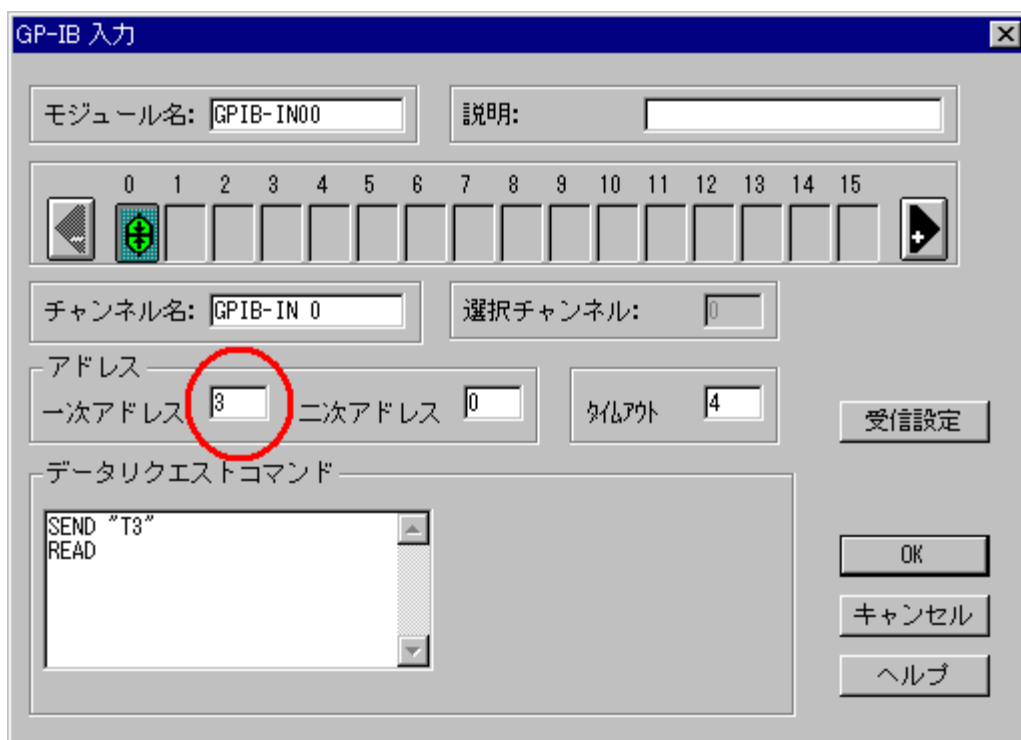 GP-IB 入力
モジュール名: GPIB-IN00 説明:
0 1 2 3 4 5 6 7 8 9 10 11 12 13 14 15
チャンネル名: GPIB-IN 0 選択チャンネル: 0
アドレス
一次アドレス 3 二次アドレス 0 ﾀｲﾑｱｳﾄ 4 受信設定
データリクエストコマンド
SEND "T3"
READ
OK
キャンセル
ヘルプ